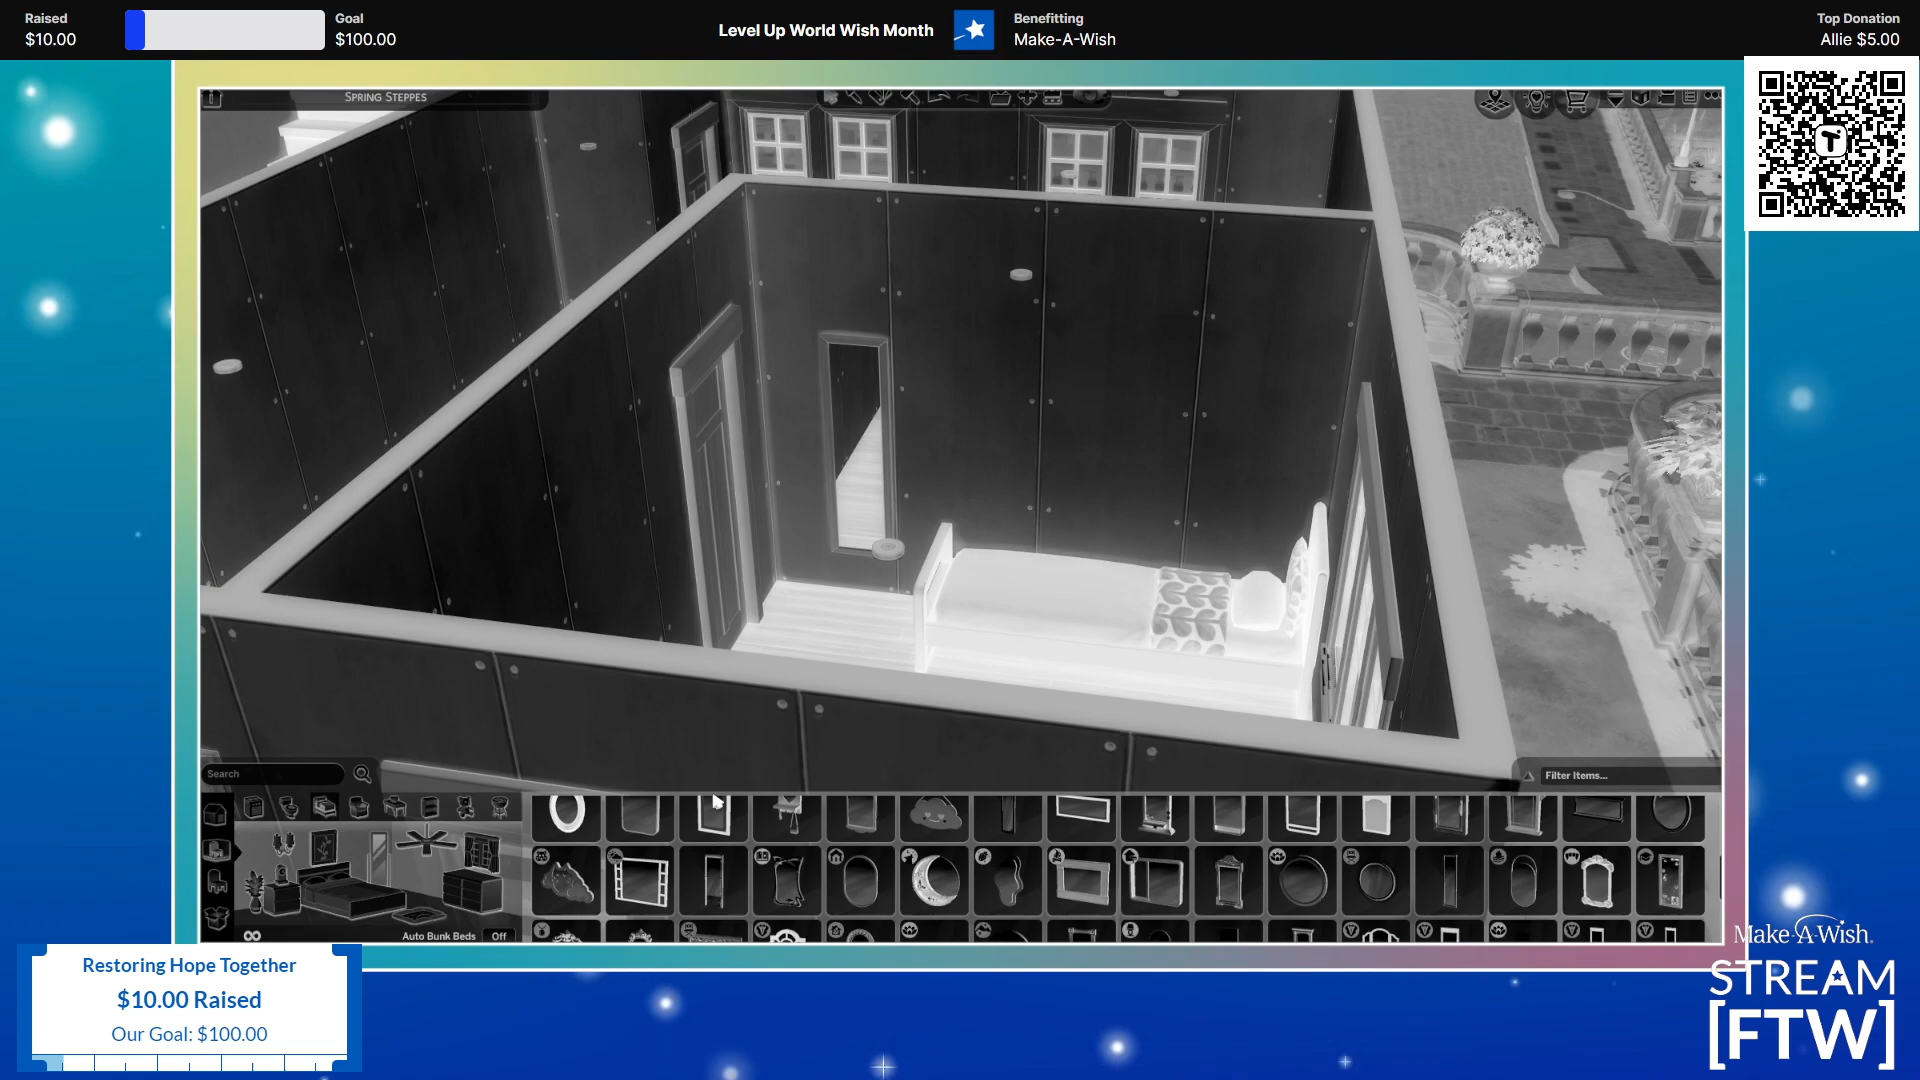 Raised
$10.00
Goal
$100.00
Level Up World Wish Month
Benefitting
Make-A-Wish
Top Donation
Allie $5.00
Spring Steppes
Search
Filter Items...
Auto Bunk Beds
Off
Restoring Hope Together
$10.00 Raised
Our Goal: $100.00
Make-A-Wish.
STREAM
[FTW]